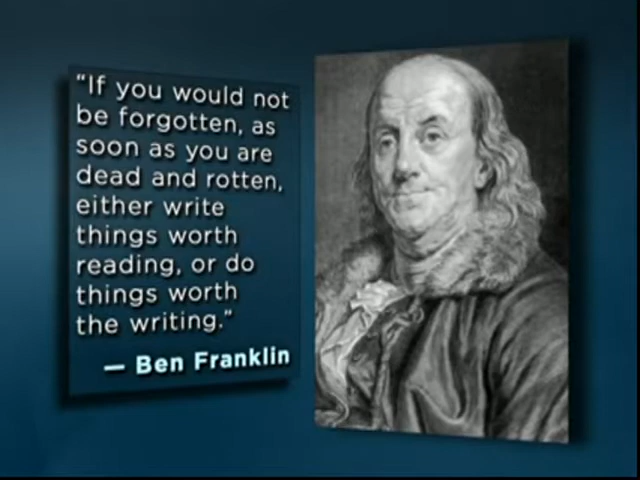 “If you would not
be forgotten, as
soon as you are
dead and rotten,
either write
things worth
reading, or do
things worth
the writing.”
— Ben Franklin